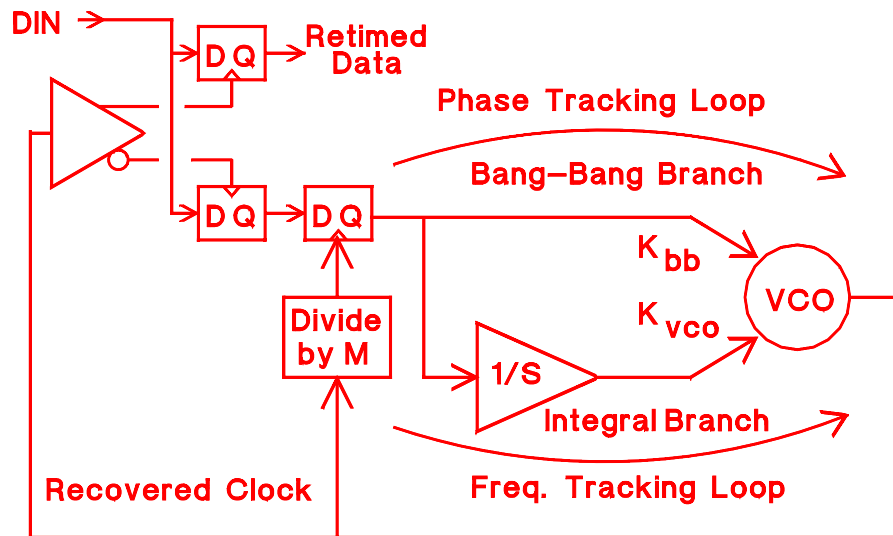 DIN
D Q
Retimed
Data
Phase Tracking Loop
Bang-Bang Branch
D Q
D Q
K bb
VCO
K vco
Divide
by M
1/S
Integral Branch
Recovered Clock
Freq. Tracking Loop